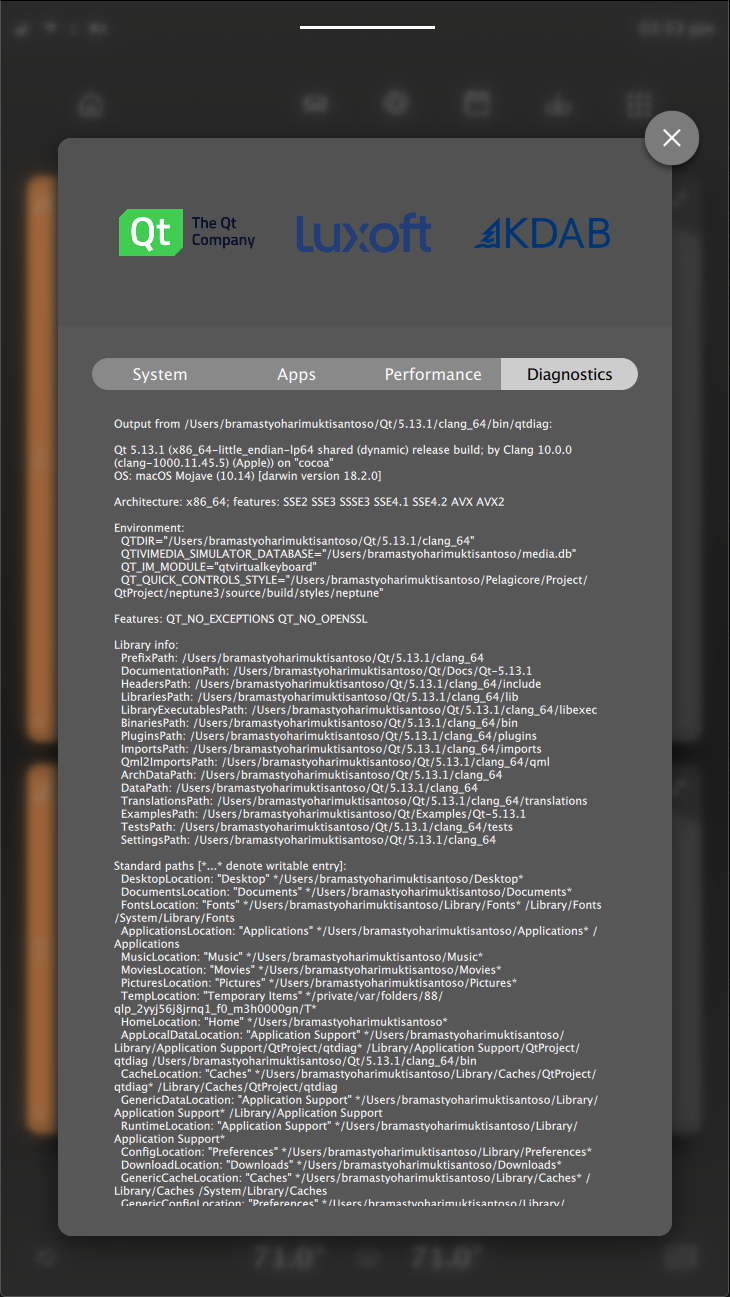 Qt The Qt
Company
Luxoft
KDAB
System Apps Performance Diagnostics
Output from /Users/bramastyoharimuktisantoso/Qt/5.13.1/clang_64/bin/qtdiag:
Qt 5.13.1 (x86_64-little_endian-lp64 shared (dynamic) release build; by Clang 10.0.0
(clang-1000.11.45.5) (Apple)) on "cocoa"
OS: macOS Mojave (10.14) [darwin version 18.2.0]
Architecture: x86_64; features: SSE2 SSE3 SSSE3 SSE4.1 SSE4.2 AVX AVX2
Environment:
QTDIR="/Users/bramastyoharimuktisantoso/Qt/5.13.1/clang_64"
QTIVIMEDIA_SIMULATOR_DATABASE="/Users/bramastyoharimuktisantoso/media.db"
QT_IM_MODULE="qtvirtualkeyboard"
QT_QUICK_CONTROLS_STYLE="/Users/bramastyoharimuktisantoso/Pelagicore/Project/
QtProject/neptune3/source/build/styles/neptune"
Features: QT_NO_EXCEPTIONS QT_NO_OPENSSL
Library info:
PrefixPath: /Users/bramastyoharimuktisantoso/Qt/5.13.1/clang_64
DocumentationPath: /Users/bramastyoharimuktisantoso/Qt/Docs/Qt-5.13.1
HeadersPath: /Users/bramastyoharimuktisantoso/Qt/5.13.1/clang_64/include
LibrariesPath: /Users/bramastyoharimuktisantoso/Qt/5.13.1/clang_64/lib
LibraryExecutablesPath: /Users/bramastyoharimuktisantoso/Qt/5.13.1/clang_64/libexec
BinariesPath: /Users/bramastyoharimuktisantoso/Qt/5.13.1/clang_64/bin
PluginsPath: /Users/bramastyoharimuktisantoso/Qt/5.13.1/clang_64/plugins
ImportsPath: /Users/bramastyoharimuktisantoso/Qt/5.13.1/clang_64/imports
Qml2ImportsPath: /Users/bramastyoharimuktisantoso/Qt/5.13.1/clang_64/qml
ArchDataPath: /Users/bramastyoharimuktisantoso/Qt/5.13.1/clang_64
DataPath: /Users/bramastyoharimuktisantoso/Qt/5.13.1/clang_64
TranslationsPath: /Users/bramastyoharimuktisantoso/Qt/5.13.1/clang_64/translations
ExamplesPath: /Users/bramastyoharimuktisantoso/Qt/Examples/Qt-5.13.1
TestsPath: /Users/bramastyoharimuktisantoso/Qt/5.13.1/clang_64/tests
SettingsPath: /Users/bramastyoharimuktisantoso/Qt/5.13.1/clang_64
Standard paths [*...* denote writable entry]:
DesktopLocation: "Desktop" */Users/bramastyoharimuktisantoso/Desktop*
DocumentsLocation: "Documents" */Users/bramastyoharimuktisantoso/Documents*
FontsLocation: "Fonts" */Users/bramastyoharimuktisantoso/Library/Fonts* /Library/Fonts
/System/Library/Fonts
ApplicationsLocation: "Applications" */Users/bramastyoharimuktisantoso/Applications* /
Applications
MusicLocation: "Music" */Users/bramastyoharimuktisantoso/Music*
MoviesLocation: "Movies" */Users/bramastyoharimuktisantoso/Movies*
PicturesLocation: "Pictures" */Users/bramastyoharimuktisantoso/Pictures*
TempLocation: "Temporary Items" */private/var/folders/88/
qlp_2yyj56j8jrnq1_f0_m3h0000gn/T*
HomeLocation: "Home" */Users/bramastyoharimuktisantoso*
AppLocalDataLocation: "Application Support" */Users/bramastyoharimuktisantoso/
Library/Application Support/QtProject/qtdiag* /Library/Application Support/QtProject/
qtdiag /Users/bramastyoharimuktisantoso/Qt/5.13.1/clang_64/bin
CacheLocation: "Caches" */Users/bramastyoharimuktisantoso/Library/Caches/QtProject/
qtdiag* /Library/Caches/QtProject/qtdiag
GenericDataLocation: "Application Support" */Users/bramastyoharimuktisantoso/Library/
Application Support* /Library/Application Support
RuntimeLocation: "Application Support" */Users/bramastyoharimuktisantoso/Library/
Application Support*
ConfigLocation: "Preferences" */Users/bramastyoharimuktisantoso/Library/Preferences*
DownloadLocation: "Downloads" */Users/bramastyoharimuktisantoso/Downloads*
GenericCacheLocation: "Caches" */Users/bramastyoharimuktisantoso/Library/Caches* /
Library/Caches /System/Library/Caches
GenericConfigLocation: "Preferences" */Users/bramastyoharimuktisantoso/Library/
71.0° 71.0°